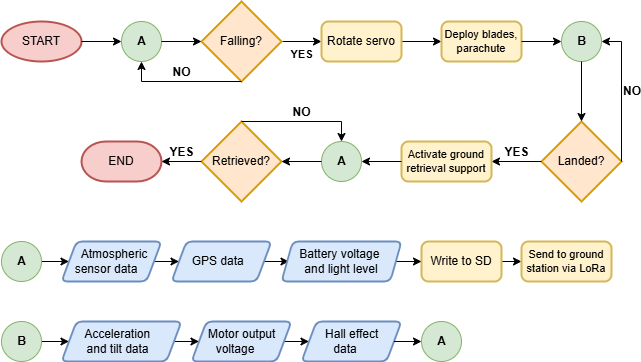 START
A
Falling?
YES
NO
Rotate servo
Deploy blades,
parachute
B
NO
Landed?
YES
Activate ground
retrieval support
A
NO
Retrieved?
YES
END
A
Atmospheric
sensor data
GPS data
Battery voltage
and light level
Write to SD
Send to ground
station via LoRa
B
Acceleration
and tilt data
Motor output
voltage
Hall effect
data
A